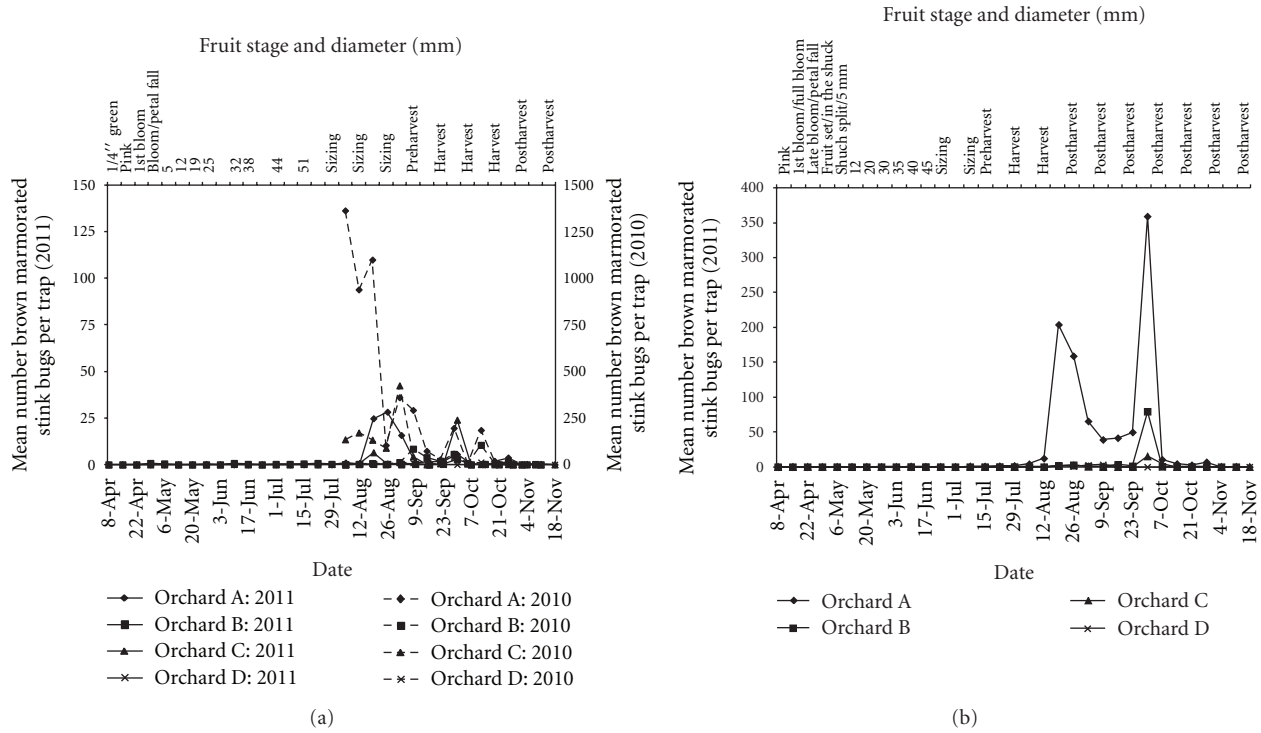 Fruit stage and diameter (mm)
1/4′′ green
Pink
1st bloom
Bloom/petal fall
5
12
19
25
32
38
44
51
Sizing
Sizing
Sizing
Preharvest
Harvest
Harvest
Harvest
Postharvest
Postharvest
Mean number brown marmorated
stink bugs per trap (2011)
150
125
100
75
50
25
0
1500
1250
1000
750
500
250
0
Mean number brown marmorated
stink bugs per trap (2010)
8-Apr
22-Apr
6-May
20-May
3-Jun
17-Jun
1-Jul
15-Jul
29-Jul
12-Aug
26-Aug
9-Sep
23-Sep
7-Oct
21-Oct
4-Nov
18-Nov
Date
Orchard A: 2011
Orchard B: 2011
Orchard C: 2011
Orchard D: 2011
Orchard A: 2010
Orchard B: 2010
Orchard C: 2010
Orchard D: 2010
(a)
Fruit stage and diameter (mm)
Pink
1st bloom/full bloom
Late bloom/petal fall
Fruit set/in the shuck
Shuch split/5 mm
12
20
30
35
40
45
Sizing
Sizing
Preharvest
Harvest
Harvest
Postharvest
Postharvest
Postharvest
Postharvest
Postharvest
Postharvest
Postharvest
Mean number brown marmorated
stink bugs per trap (2011)
400
350
300
250
200
150
100
50
0
8-Apr
22-Apr
6-May
20-May
3-Jun
17-Jun
1-Jul
15-Jul
29-Jul
12-Aug
26-Aug
9-Sep
23-Sep
7-Oct
21-Oct
4-Nov
18-Nov
Date
Orchard A
Orchard B
Orchard C
Orchard D
(b)